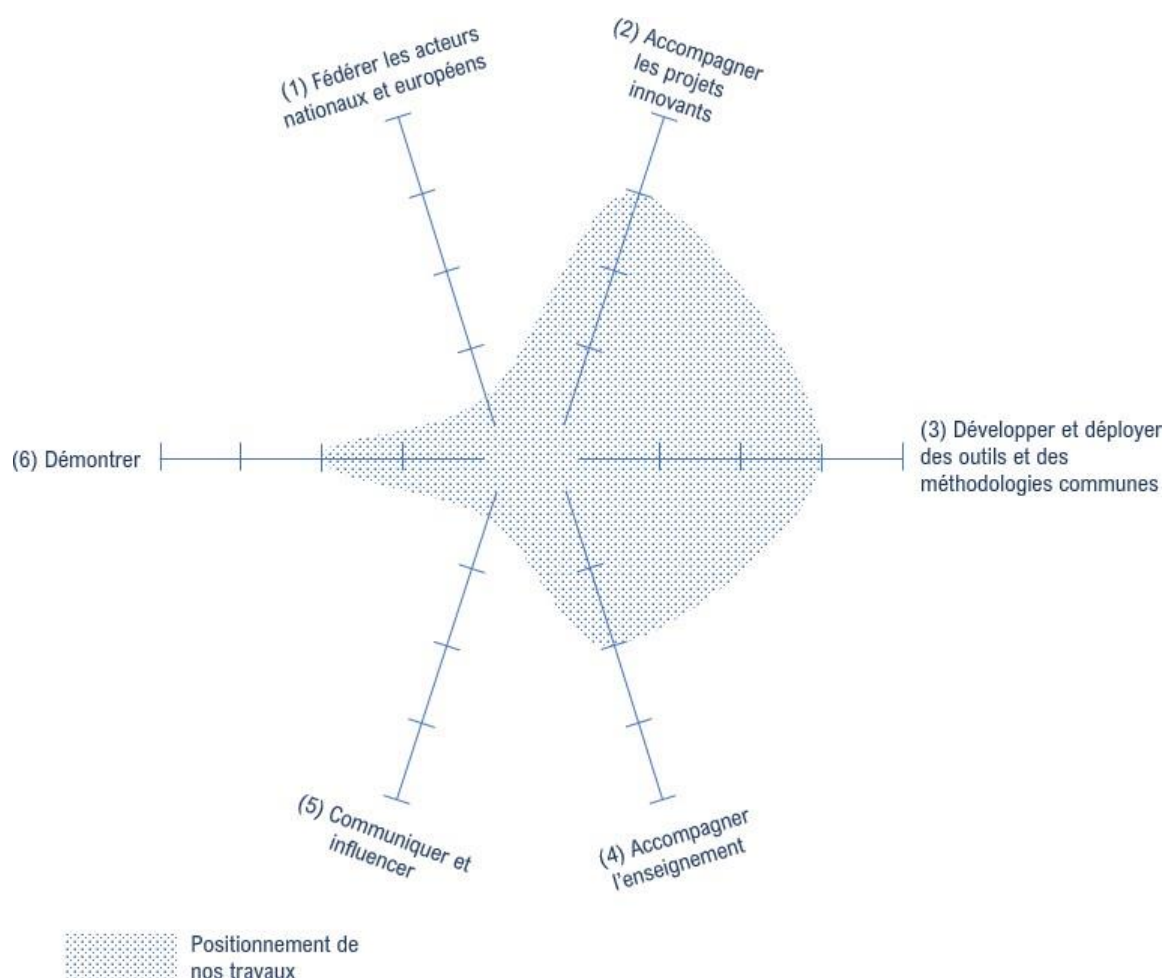 (1) Fédérer les acteurs
nationaux et européens
(2) Accompagner
les projets
innovants
(3) Développer et déployer
des outils et des
méthodologies communes
(4) Accompagner
l'enseignement
(5) Communiquer et
influencer
(6) Démontrer
Positionnement de
nos travaux